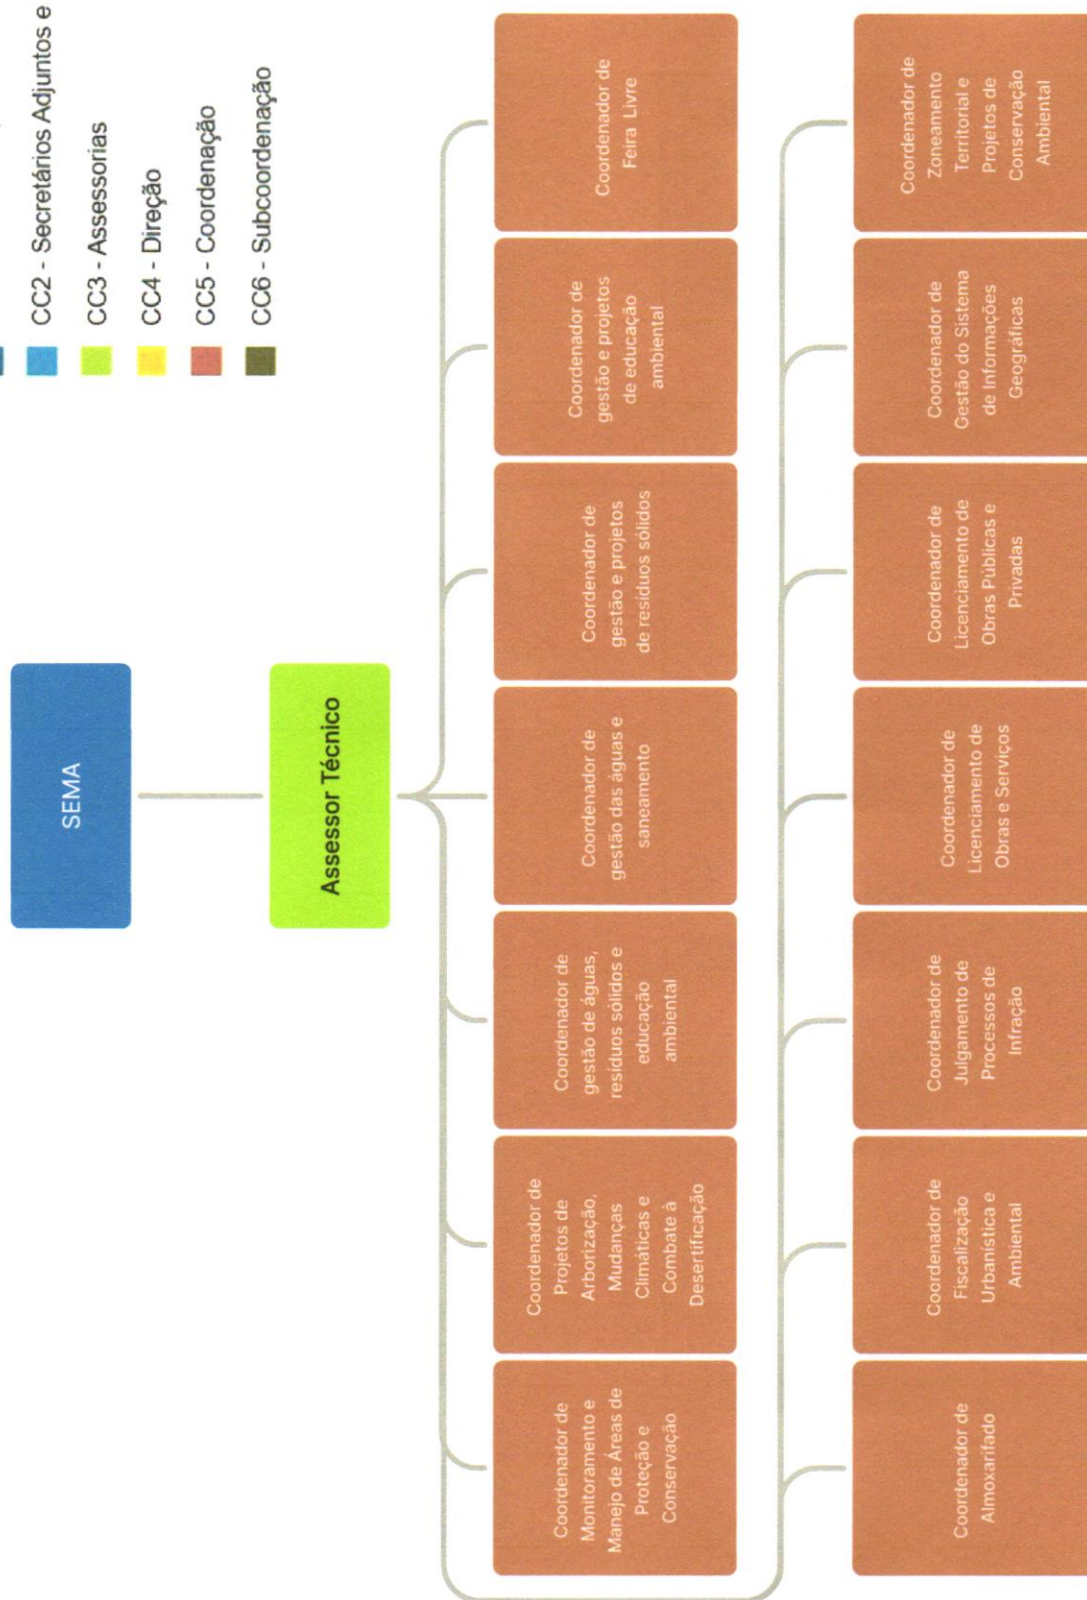 CC2 - Secretários Adjuntos e
CC3 - Assessorias
CC4 - Direção
CC5 - Coordenação
CC6 - Subcoordenação
SEMA
Assessor Técnico
Coordenador de
Monitoramento e
Manejo de Áreas de
Proteção e
Conservação
Coordenador de
Projetos de
Arborização,
Mudanças
Climáticas e
Combate à
Desertificação
Coordenador de
gestão de águas,
resíduos sólidos e
educação
ambiental
Coordenador de
gestão das águas e
saneamento
Coordenador de
gestão e projetos
de resíduos sólidos
Coordenador de
gestão e projetos
de educação
ambiental
Coordenador de
Feira Livre
Coordenador de
Almoxarifado
Coordenador de
Fiscalização
Urbanística e
Ambiental
Coordenador de
Julgamento de
Processos de
Infração
Coordenador de
Licenciamento de
Obras e Serviços
Coordenador de
Licenciamento de
Obras Públicas e
Privadas
Coordenador de
Gestão do Sistema
de Informações
Geográficas
Coordenador de
Zoneamento
Territorial e
Projetos de
Conservação
Ambiental